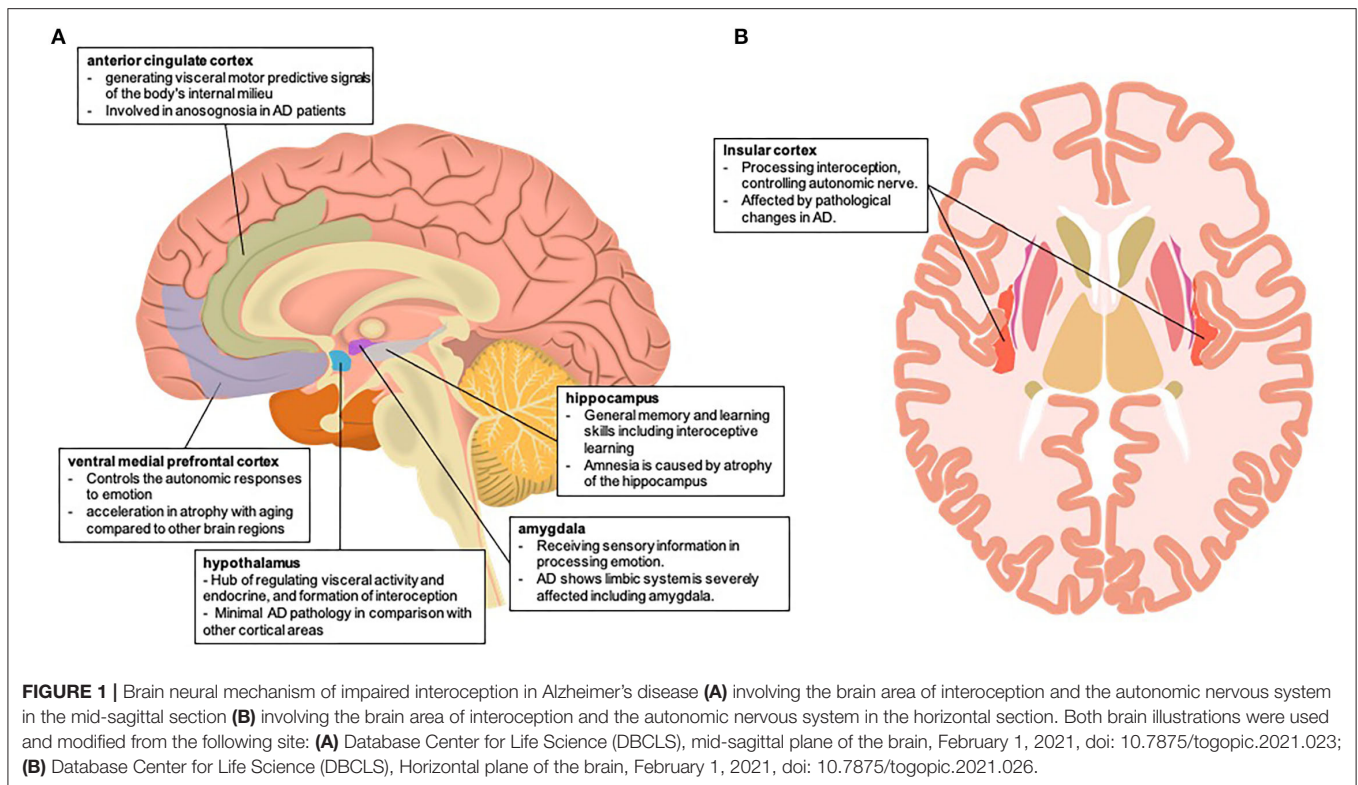 A
anterior cingulate cortex
- generating visceral motor predictive signals
of the body's internal milieu
- Involved in anosognosia in AD patients
ventral medial prefrontal cortex
- Controls the autonomic responses
to emotion
- acceleration in atrophy with aging
compared to other brain regions
hypothalamus
- Hub of regulating visceral activity and
endocrine, and formation of interoception
- Minimal AD pathology in comparison with
other cortical areas
hippocampus
- General memory and learning
skills including interoceptive
learning
- Amnesia is caused by atrophy
of the hippocampus
amygdala
- Receiving sensory information in
processing emotion.
- AD shows limbic system is severely
affected including amygdala.
B
Insular cortex
- Processing interoception,
controlling autonomic nerve.
- Affected by pathological
changes in AD.
FIGURE 1 | Brain neural mechanism of impaired interoception in Alzheimer's disease (A) involving the brain area of interoception and the autonomic nervous system
in the mid-sagittal section (B) involving the brain area of interoception and the autonomic nervous system in the horizontal section. Both brain illustrations were used
and modified from the following site: (A) Database Center for Life Science (DBCLS), mid-sagittal plane of the brain, February 1, 2021, doi: 10.7875/togopic.2021.023;
(B) Database Center for Life Science (DBCLS), Horizontal plane of the brain, February 1, 2021, doi: 10.7875/togopic.2021.026.